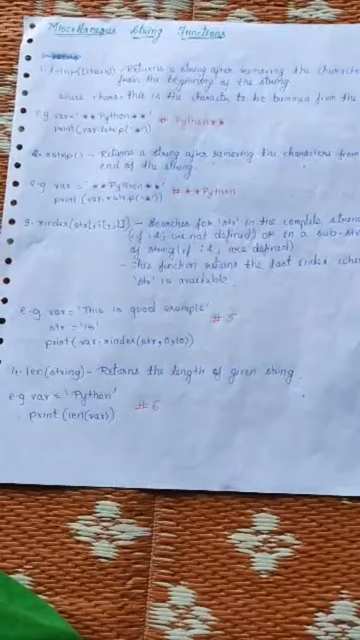 Miscellaneous String Functions
1. lstrip([chars]) - Returns a string after removing the characte
from the beginning of the string
where chars= this is the character to be trimmed from the
e.g var= '**Python**' # Python**
print(var.lstrip('*'))
2. rstrip() - Returns a string after removing the characters from
end of the string.
e.g var = '**Python**' # **Python
print (var.rstrip('*'))
3. rindex(str[,i[,j]]) - Searches for 'str' in the complete
(if i & j are not defined) or in a sub-st
of string (if i & j are defined)
- This function returns the last index wher
'str' is available.
e.g var= 'This is good example'
str = 'is' # 5
print(var.rindex(str,0,10))
4. len(string) - Returns the length of given string.
e.g var = 'Python' # 6
print (len(var))